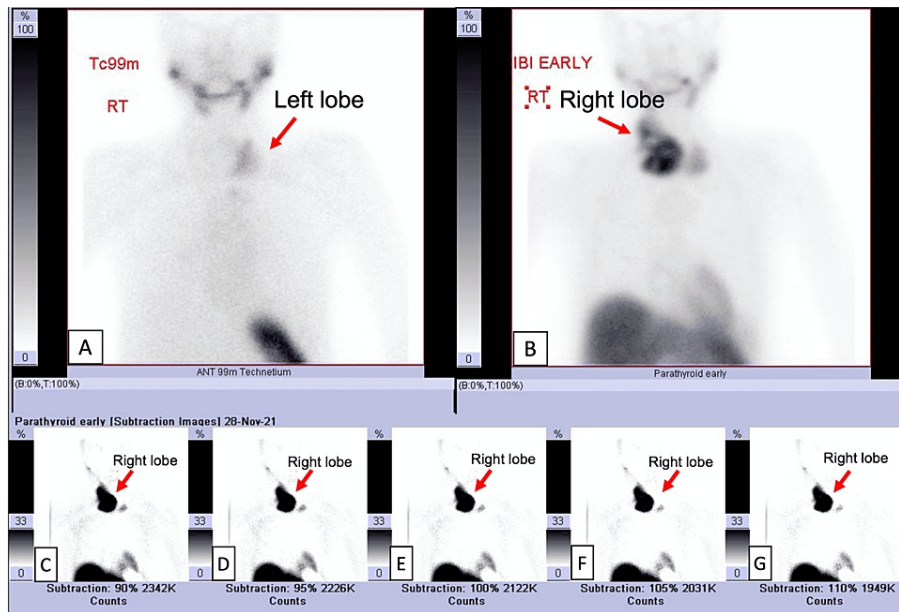 %
100
Tc99m
RT
Left lobe
A
0
ANT 99m Technetium
(B:0%,T:100%)
%
100
IBI EARLY
RT
Right lobe
B
0
Parathyroid early
(B:0%,T:100%)
Parathyroid early [Subtraction Images] 28-Nov-21
%
33
0
Right lobe
C
Subtraction: 90% 2342K
Counts
%
33
0
Right lobe
D
Subtraction: 95% 2226K
Counts
%
33
0
Right lobe
E
Subtraction: 100% 2122K
Counts
%
33
0
Right lobe
F
Subtraction: 105% 2031K
Counts
%
33
0
Right lobe
G
Subtraction: 110% 1949K
Counts